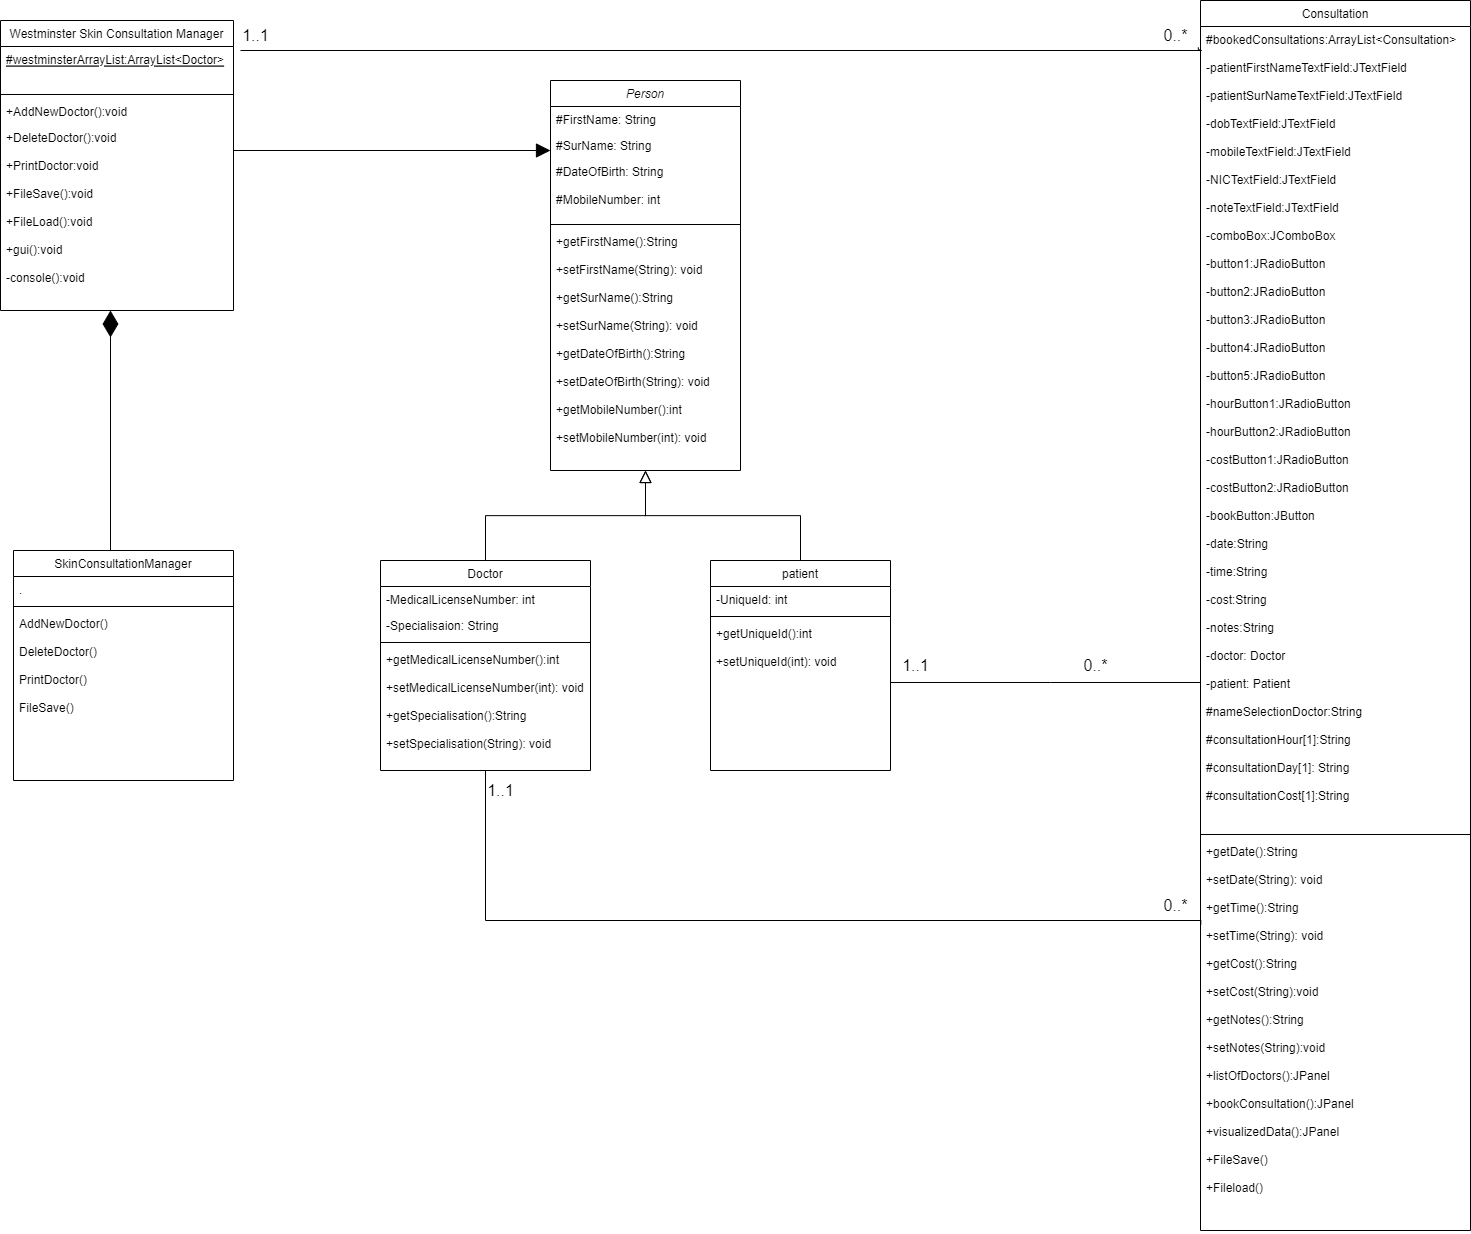 Westminster Skin Consultation Manager
#westminsterArrayList:ArrayList<Doctor>
+AddNewDoctor():void
+DeleteDoctor():void
+PrintDoctor:void
+FileSave():void
+FileLoad():void
+gui():void
-console():void
1..1
0..*
Person
#FirstName: String
#SurName: String
#DateOfBirth: String
#MobileNumber: int
+getFirstName():String
+setFirstName(String): void
+getSurName():String
+setSurName(String): void
+getDateOfBirth():String
+setDateOfBirth(String): void
+getMobileNumber():int
+setMobileNumber(int): void
SkinConsultationManager
.
AddNewDoctor()
DeleteDoctor()
PrintDoctor()
FileSave()
Doctor
-MedicalLicenseNumber: int
-Specialisaion: String
+getMedicalLicenseNumber():int
+setMedicalLicenseNumber(int): void
+getSpecialisation():String
+setSpecialisation(String): void
1..1
0..*
patient
-UniqueId: int
+getUniqueId():int
+setUniqueId(int): void
1..1
0..*
Consultation
#bookedConsultations:ArrayList<Consultation>
-patientFirstNameTextField:JTextField
-patientSurNameTextField:JTextField
-dobTextField:JTextField
-mobileTextField:JTextField
-NICTextField:JTextField
-noteTextField:JTextField
-comboBox:JComboBox
-button1:JRadioButton
-button2:JRadioButton
-button3:JRadioButton
-button4:JRadioButton
-button5:JRadioButton
-hourButton1:JRadioButton
-hourButton2:JRadioButton
-costButton1:JRadioButton
-costButton2:JRadioButton
-bookButton:JButton
-date:String
-time:String
-cost:String
-notes:String
-doctor: Doctor
-patient: Patient
#nameSelectionDoctor:String
#consultationHour[1]:String
#consultationDay[1]: String
#consultationCost[1]:String
+getDate():String
+setDate(String): void
+getTime():String
+setTime(String): void
+getCost():String
+setCost(String):void
+getNotes():String
+setNotes(String):void
+listOfDoctors():JPanel
+bookConsultation():JPanel
+visualizedData():JPanel
+FileSave()
+Fileload()